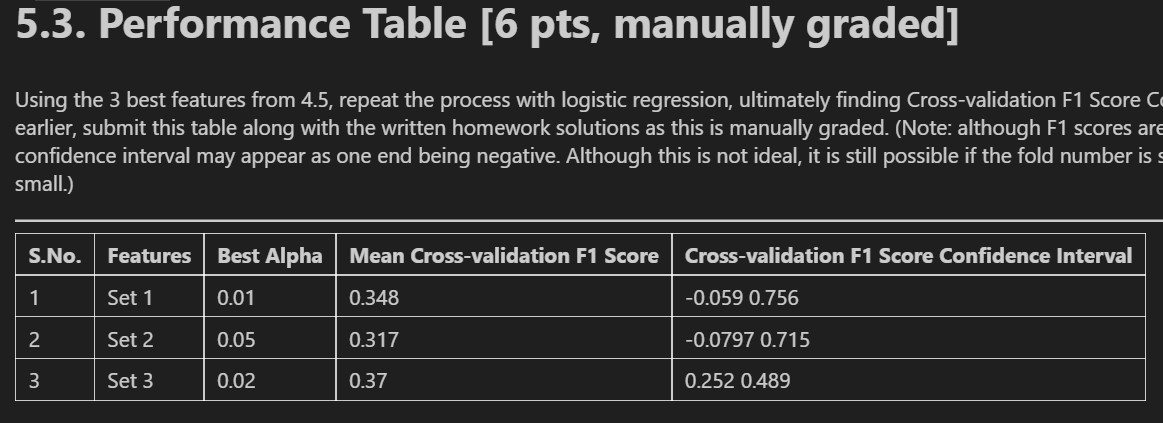 5.3. Performance Table [6 pts, manually graded]
Using the 3 best features from 4.5, repeat the process with logistic regression, ultimately finding Cross-validation F1 Score
earlier, submit this table along with the written homework solutions as this is manually graded. (Note: although F1 scores are
confidence interval may appear as one end being negative. Although this is not ideal, it is still possible if the fold number is
small.)
S.No. Features Best Alpha Mean Cross-validation F1 Score Cross-validation F1 Score Confidence Interval
1 Set 1 0.01 0.348 -0.059 0.756
2 Set 2 0.05 0.317 -0.0797 0.715
3 Set 3 0.02 0.37 0.252 0.489